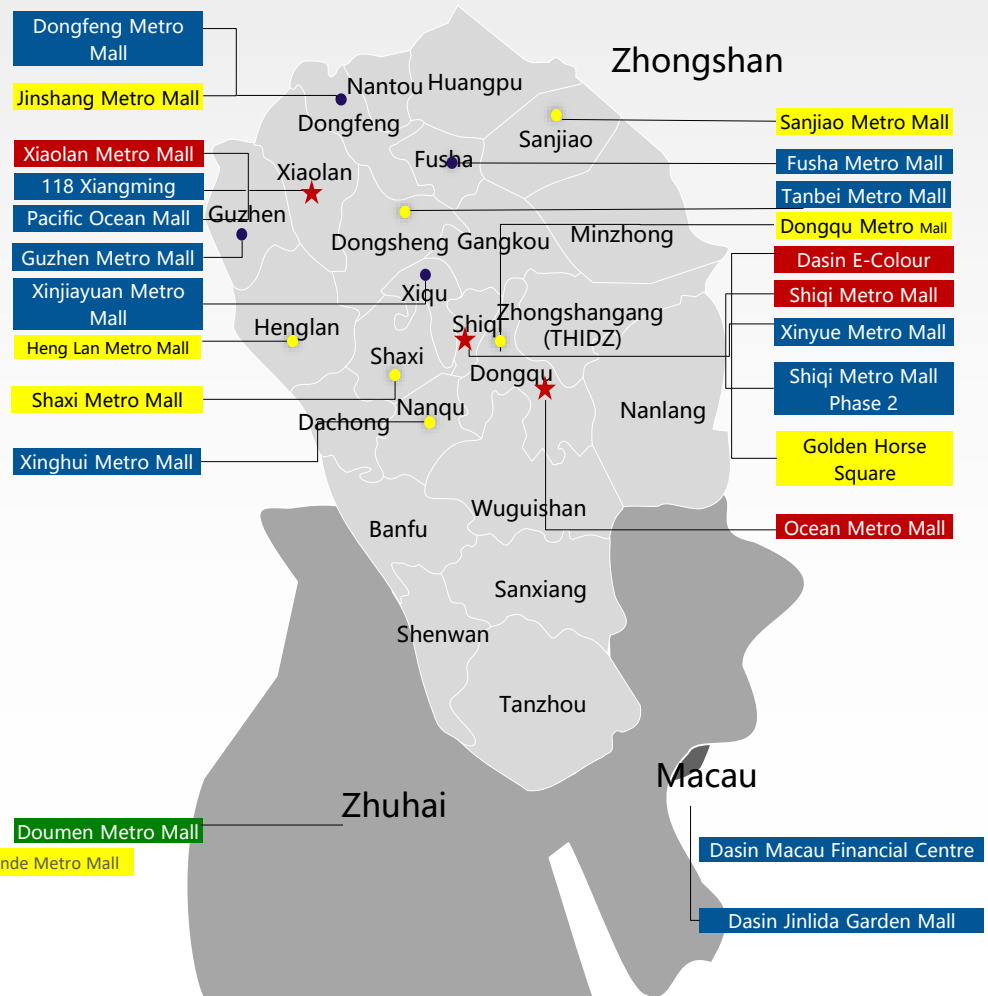 Dongfeng Metro
Mall
Jinshang Metro Mall
Xiaolan Metro Mall
118 Xiangming
Pacific Ocean Mall
Guzhen Metro Mall
Xinjiayuan Metro
Mall
Heng Lan Metro Mall
Shaxi Metro Mall
Xinghui Metro Mall
Doumen Metro Mall
nde Metro Mall
Zhongshan
Huangpu
Nantou
Dongfeng
Sanjiao
Fusha
Xiaolan
Guzhen
Dongsheng
Gangkou
Minzhong
Xiqu
Henglan
Shiqi
Zhongshangang
(THIDZ)
Shaxi
Dongqu
Nanqu
Dachong
Nanlang
Wuguishan
Banfu
Sanxiang
Shenwan
Tanzhou
Zhuhai
Macau
Sanjiao Metro Mall
Fusha Metro Mall
Tanbei Metro Mall
Dongqu Metro Mall
Dasin E-Colour
Shiqi Metro Mall
Xinyue Metro Mall
Shiqi Metro Mall
Phase 2
Golden Horse
Square
Ocean Metro Mall
Dasin Macau Financial Centre
Dasin Jinlida Garden Mall